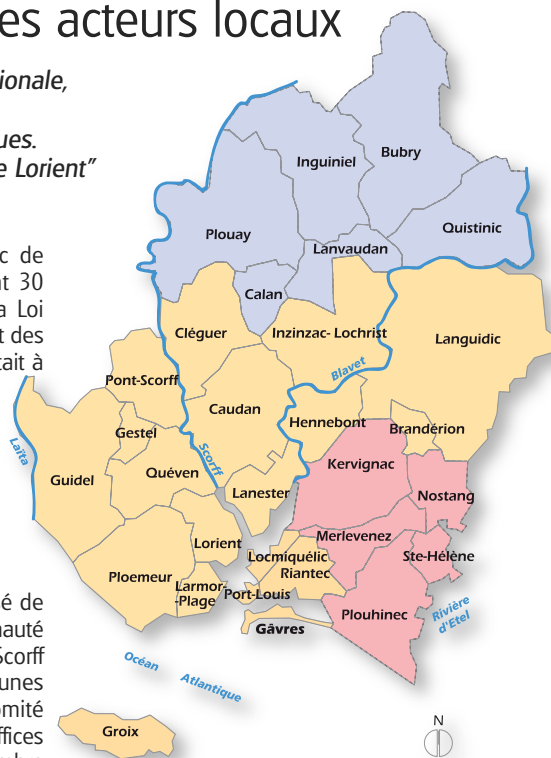 es acteurs locaux
ionale,
ues.
e Lorient”
c de
t 30
a Loi
t des
tait à
é de
nauté
Scorff
unes
omité
ffices
Bubry
Inguiniel
Quistinic
Plouay
Lanvaudan
Calan
Cléguer
Inzinzac- Lochrist
Languidic
Blavet
Pont-Scorff
Caudan
Hennebont
Brandérion
Gestel
Laïta
Scorff
Kervignac
Quéven
Guidel
Lanester
Nostang
Lorient
Merlevenez
Locmiquélic
Ste-Hélène
Riantec
Ploemeur
Larmor-
-Plage
Port-Louis
Plouhinec
Rivière
d'Etel
Gâvres
Océan
Atlantique
Groix
N